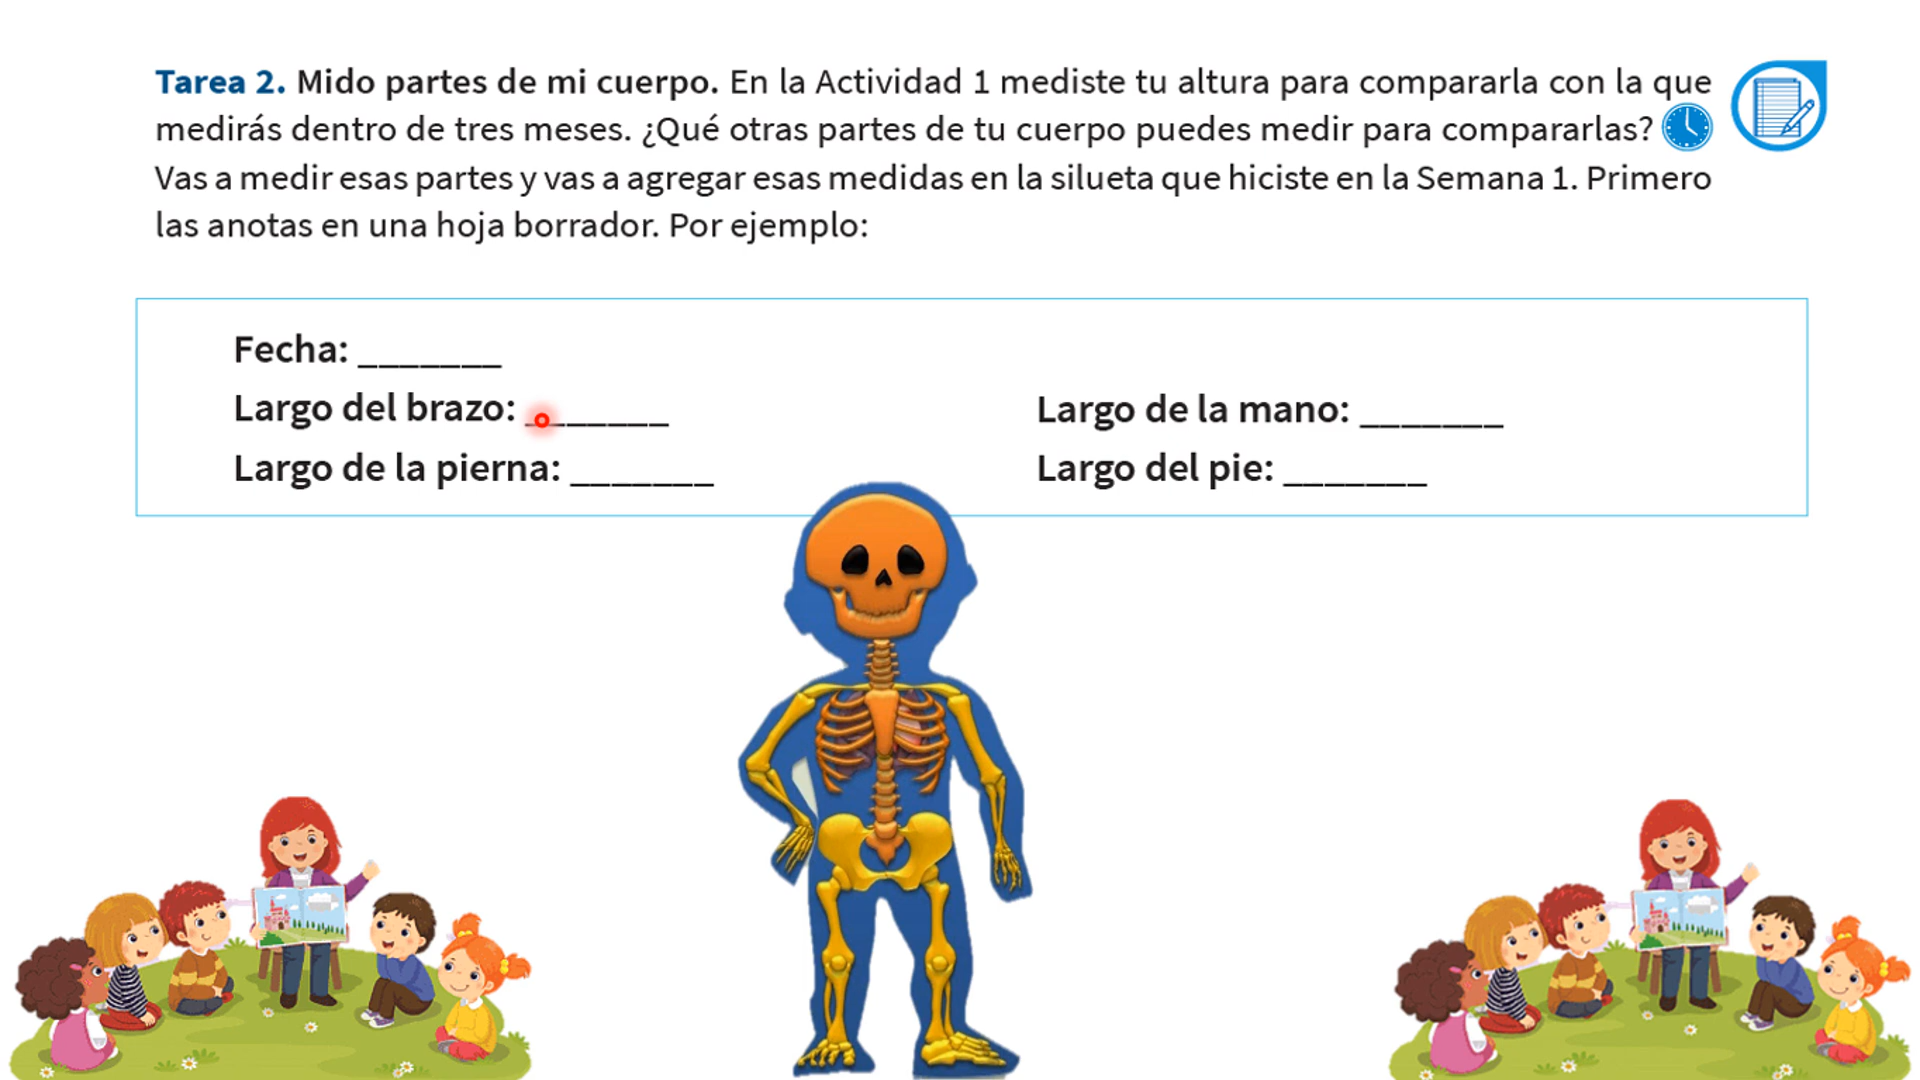 Tarea 2. Mido partes de mi cuerpo. En la Actividad 1 mediste tu altura para compararla con la que
medirás dentro de tres meses. ¿Qué otras partes de tu cuerpo puedes medir para compararlas?
Vas a medir esas partes y vas a agregar esas medidas en la silueta que hiciste en la Semana 1. Primero
las anotas en una hoja borrador. Por ejemplo:
Fecha: _______
Largo del brazo: _______
Largo de la mano: _______
Largo de la pierna: _______
Largo del pie: _______